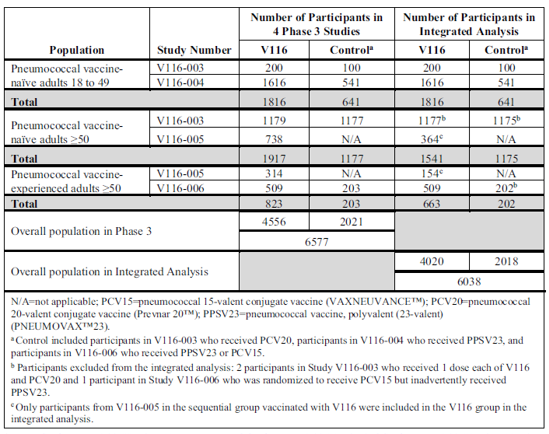 Population Study Number Number of Participants in 4 Phase 3 Studies Number of Participants in Integrated Analysis
V116 Controlᵃ V116 Controlᵃ
Pneumococcal vaccine-naïve adults 18 to 49 V116-003 200 100 200 100
V116-004 1616 541 1616 541
Total 1816 641 1816 641
Pneumococcal vaccine-naïve adults ≥50 V116-003 1179 1177 1177ᵇ 1175ᵇ
V116-005 738 N/A 364ᶜ N/A
Total 1917 1177 1541 1175
Pneumococcal vaccine-experienced adults ≥50 V116-005 314 N/A 154ᶜ N/A
V116-006 509 203 509 202ᵇ
Total 823 203 663 202
Overall population in Phase 3 4556 2021
6577
Overall population in Integrated Analysis 4020 2018
6038
N/A=not applicable; PCV15=pneumococcal 15-valent conjugate vaccine (VAXNEUVANCE™); PCV20=pneumococcal
20-valent conjugate vaccine (Prevnar 20™); PPSV23=pneumococcal vaccine, polyvalent (23-valent)
(PNEUMOVAX™23).
ᵃ Control included participants in V116-003 who received PCV20, participants in V116-004 who received PPSV23, and
participants in V116-006 who received PPSV23 or PCV15.
ᵇ Participants excluded from the integrated analysis: 2 participants in Study V116-003 who received 1 dose each of V116
and PCV20 and 1 participant in Study V116-006 who was randomized to receive PCV15 but inadvertently received
PPSV23.
ᶜ Only participants from V116-005 in the sequential group vaccinated with V116 were included in the V116 group in the
integrated analysis.